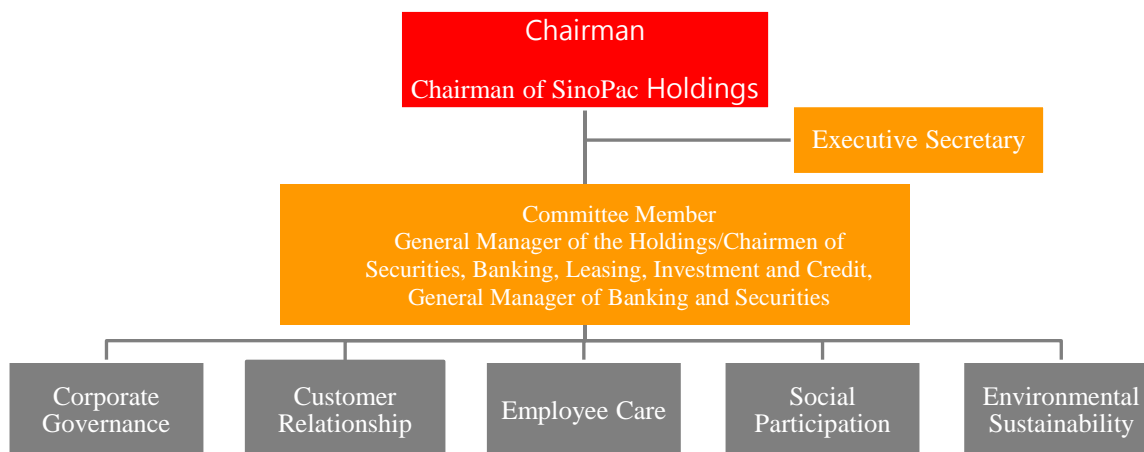 Chairman
Chairman of SinoPac Holdings
Executive Secretary
Committee Member
General Manager of the Holdings/Chairmen of
Securities, Banking, Leasing, Investment and Credit,
General Manager of Banking and Securities
Corporate
Governance
Customer
Relationship
Employee Care
Social
Participation
Environmental
Sustainability